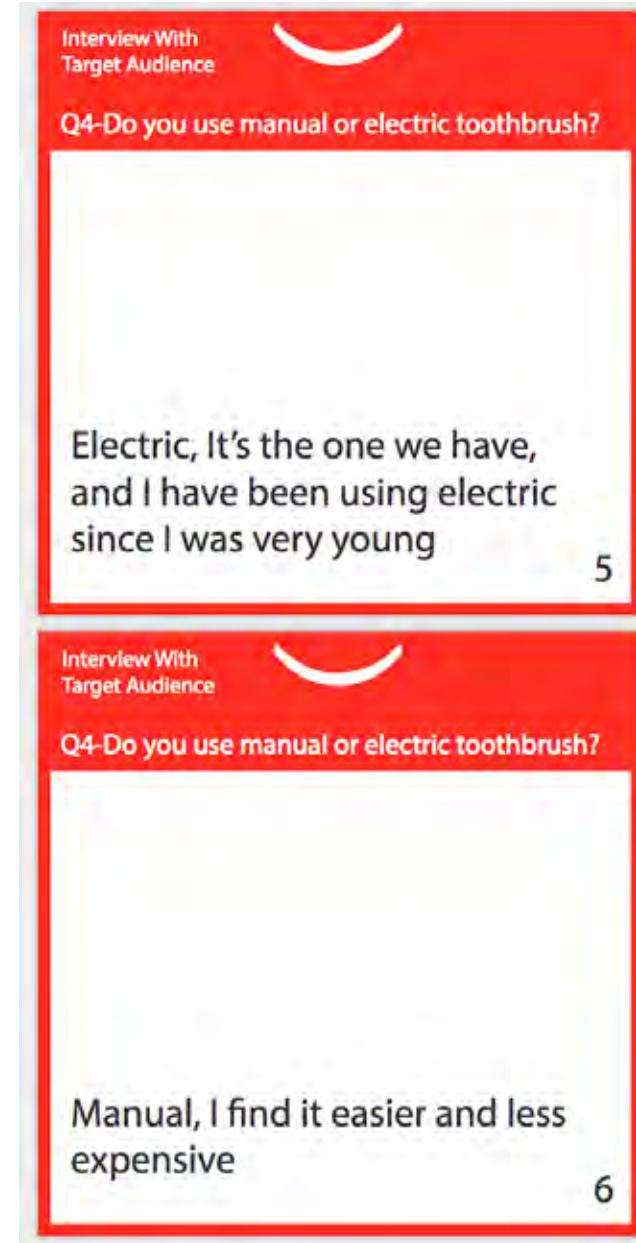 Interview With
Target Audience
Q4-Do you use manual or electric toothbrush?
Electric, It's the one we have,
and I have been using electric
since I was very young
5
Interview With
Target Audience
Q4-Do you use manual or electric toothbrush?
Manual, I find it easier and less
expensive
6